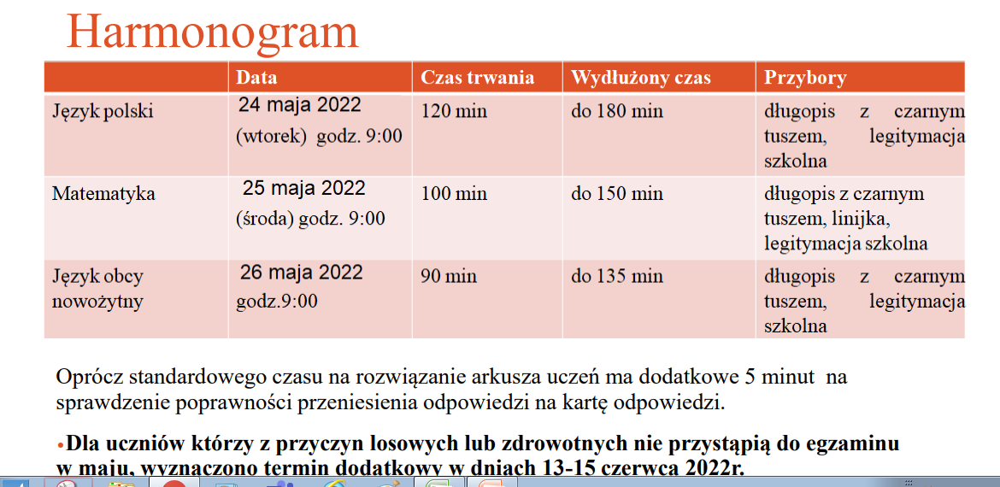 Harmonogram
Data Czas trwania Wydłużony czas Przybory
Język polski 24 maja 2022 120 min do 180 min długopis z czarnym
(wtorek) godz. 9:00 tuszem, legitymacja
szkolna
Matematyka 25 maja 2022 100 min do 150 min długopis z czarnym
(środa) godz. 9:00 tuszem, linijka,
legitymacja szkolna
Język obcy 26 maja 2022 90 min do 135 min długopis z czarnym
nowożytny godz.9:00 tuszem, legitymacja
szkolna
Oprócz standardowego czasu na rozwiązanie arkusza uczeń ma dodatkowe 5 minut na
sprawdzenie poprawności przeniesienia odpowiedzi na kartę odpowiedzi.
•Dla uczniów którzy z przyczyn losowych lub zdrowotnych nie przystąpią do egzaminu
w maju, wyznaczono termin dodatkowy w dniach 13-15 czerwca 2022r.